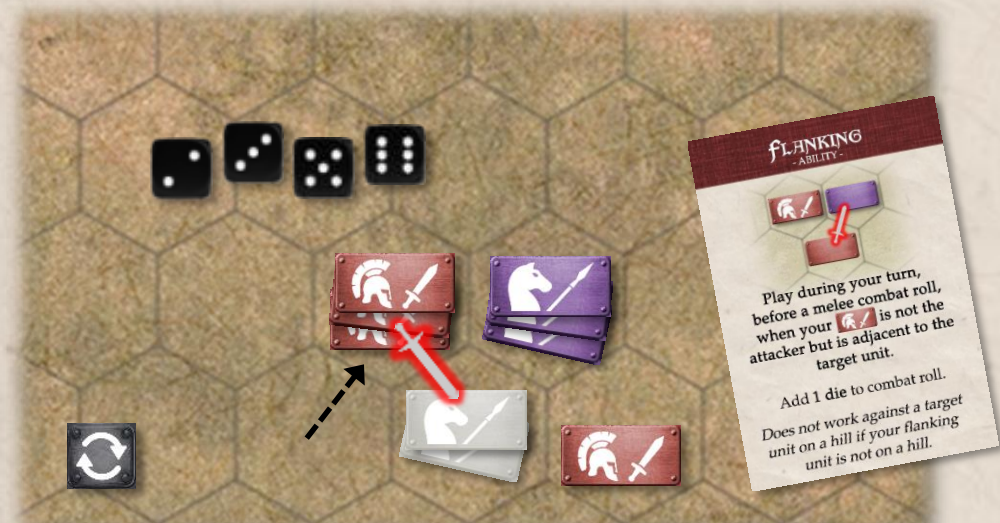 FLANKING
- ABILITY -
Play during your turn,
before a melee combat roll,
when your is not the
attacker but is adjacent to the
target unit.
Add 1 die to combat roll.
Does not work against a target
unit on a hill if your flanking
unit is not on a hill.